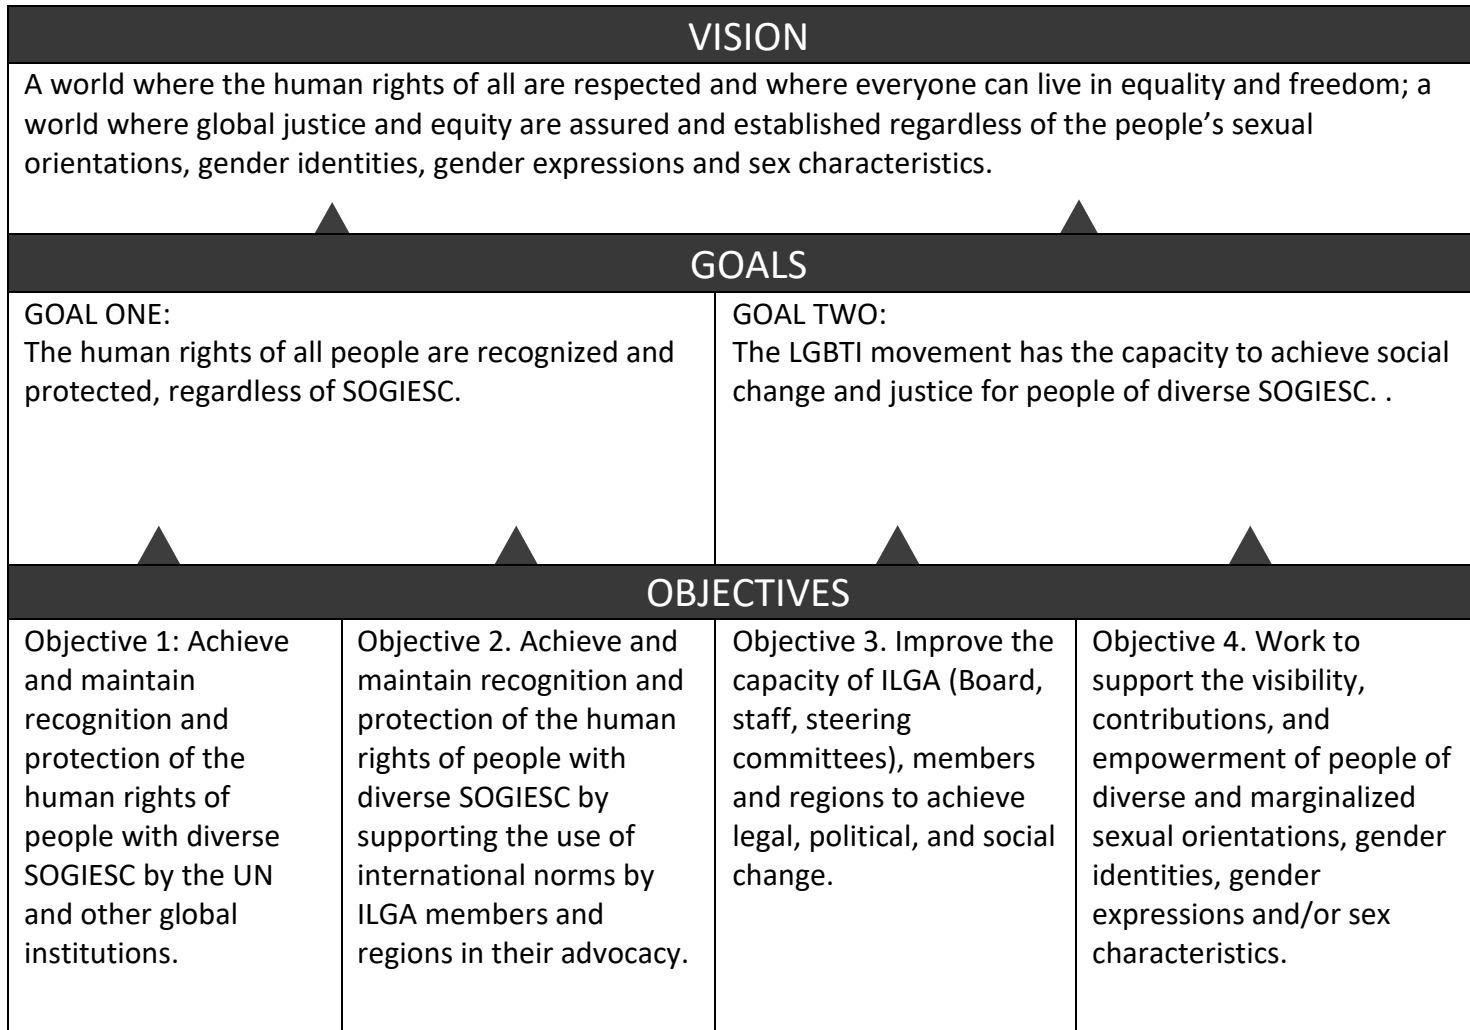 VISION
A world where the human rights of all are respected and where everyone can live in equality and freedom; a
world where global justice and equity are assured and established regardless of the people’s sexual
orientations, gender identities, gender expressions and sex characteristics.
GOALS
GOAL ONE:
The human rights of all people are recognized and
protected, regardless of SOGIESC.
GOAL TWO:
The LGBTI movement has the capacity to achieve social
change and justice for people of diverse SOGIESC. .
OBJECTIVES
Objective 1: Achieve
and maintain
recognition and
protection of the
human rights of
people with diverse
SOGIESC by the UN
and other global
institutions.
Objective 2. Achieve and
maintain recognition and
protection of the human
rights of people with
diverse SOGIESC by
supporting the use of
international norms by
ILGA members and
regions in their advocacy.
Objective 3. Improve the
capacity of ILGA (Board,
staff, steering
committees), members
and regions to achieve
legal, political, and social
change.
Objective 4. Work to
support the visibility,
contributions, and
empowerment of people of
diverse and marginalized
sexual orientations, gender
identities, gender
expressions and/or sex
characteristics.